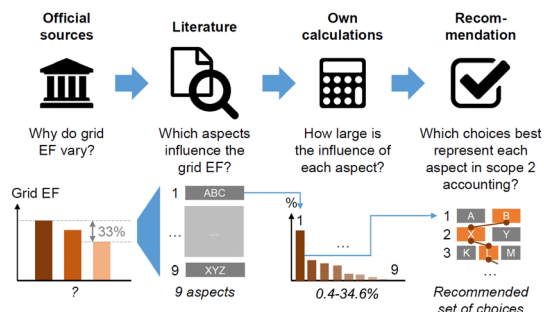 Official
sources
Literature
Own
calculations
Recom-
mendation
Why do grid
EF vary?
Which aspects
influence the
grid EF?
How large is
the influence of
each aspect?
Which choices best
represent each
aspect in scope 2
accounting?
Grid EF
33%
?
1 ABC
...
9 XYZ
9 aspects
%
1
...
9
0.4-34.6%
1 A B
2 X Y
3 K L M
...
Recommended
set of choices